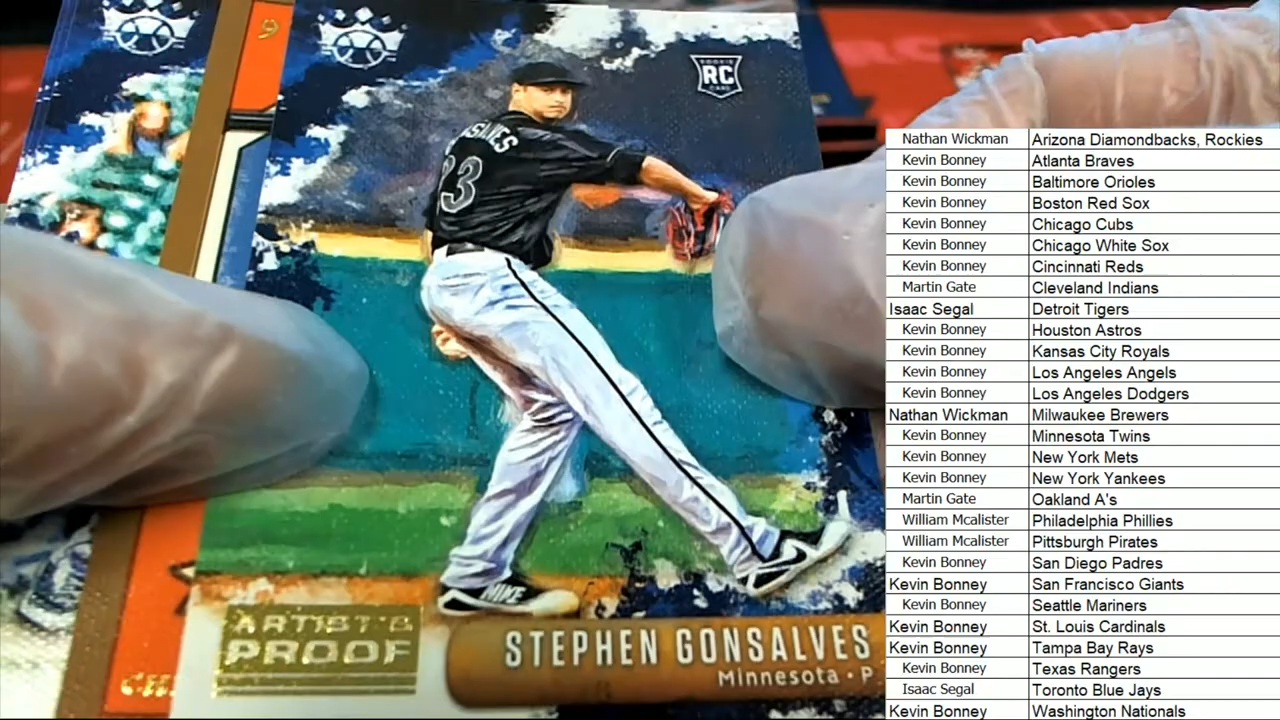 9
ROOKIE
RC
CARD
33
MIKE
ARTIST'S
PROOF
STEPHEN GONSALVES
Minnesota • P
Nathan Wickman Arizona Diamondbacks, Rockies
Kevin Bonney Atlanta Braves
Kevin Bonney Baltimore Orioles
Kevin Bonney Boston Red Sox
Kevin Bonney Chicago Cubs
Kevin Bonney Chicago White Sox
Kevin Bonney Cincinnati Reds
Martin Gate Cleveland Indians
Isaac Segal Detroit Tigers
Kevin Bonney Houston Astros
Kevin Bonney Kansas City Royals
Kevin Bonney Los Angeles Angels
Kevin Bonney Los Angeles Dodgers
Nathan Wickman Milwaukee Brewers
Kevin Bonney Minnesota Twins
Kevin Bonney New York Mets
Kevin Bonney New York Yankees
Martin Gate Oakland A's
William Mcalister Philadelphia Phillies
William Mcalister Pittsburgh Pirates
Kevin Bonney San Diego Padres
Kevin Bonney San Francisco Giants
Kevin Bonney Seattle Mariners
Kevin Bonney St. Louis Cardinals
Kevin Bonney Tampa Bay Rays
Kevin Bonney Texas Rangers
Isaac Segal Toronto Blue Jays
Kevin Bonney Washington Nationals